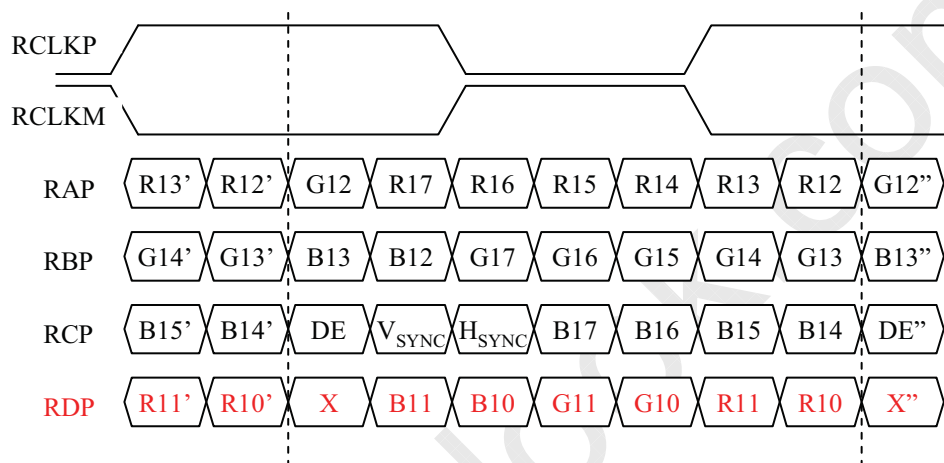 RCLKP
RCLKM
RAP R13’ R12’ G12 R17 R16 R15 R14 R13 R12 G12”
RBP G14’ G13’ B13 B12 G17 G16 G15 G14 G13 B13”
RCP B15’ B14’ DE VSYNC HSYNC B17 B16 B15 B14 DE”
RDP R11’ R10’ X B11 B10 G11 G10 R11 R10 X”